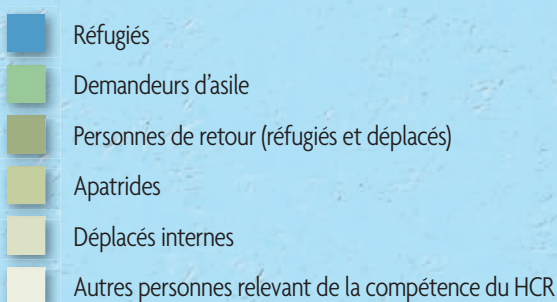 Réfugiés
Demandeurs d'asile
Personnes de retour (réfugiés et déplacés)
Apatrides
Déplacés internes
Autres personnes relevant de la compétence du HCR